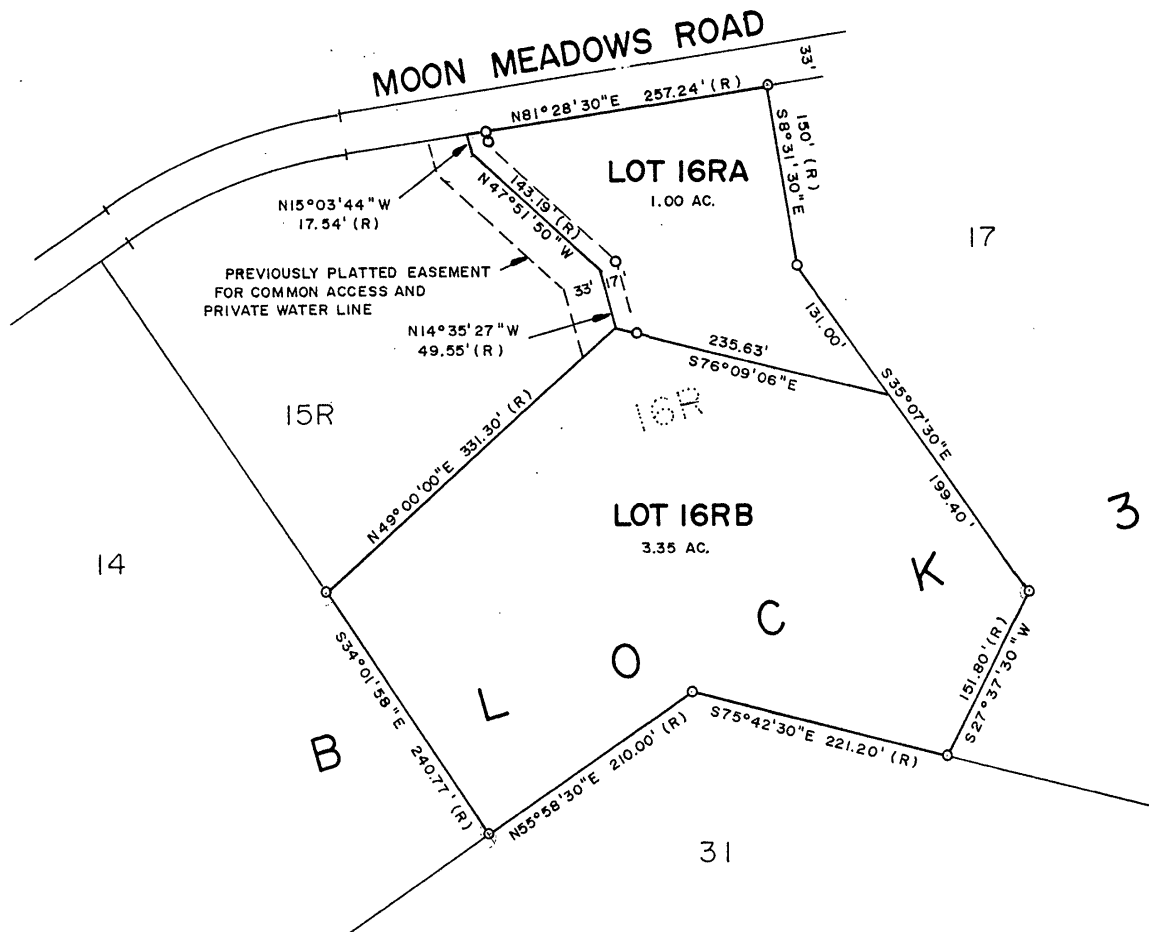 MOON MEADOWS ROAD
33'
N81°28'30"E 257.24' (R)
150' (R)
S8°31'30"E
LOT 16RA
1.00 AC.
17
N15°03'44"W
17.54' (R)
143.19' (R)
N47°51'50"W
PREVIOUSLY PLATTED EASEMENT
FOR COMMON ACCESS AND
PRIVATE WATER LINE
33'
17'
131.00'
N14°35'27"W
49.55' (R)
235.63'
S76°09'06"E
S35°07'30"E
199.40'
16R
15R
N49°00'00"E 331.30' (R)
LOT 16RB
3.35 AC.
14
3
B L O C K
S34°01'58"E 240.77' (R)
151.80' (R)
S27°37'30"W
S75°42'30"E 221.20' (R)
N55°58'30"E 210.00' (R)
31